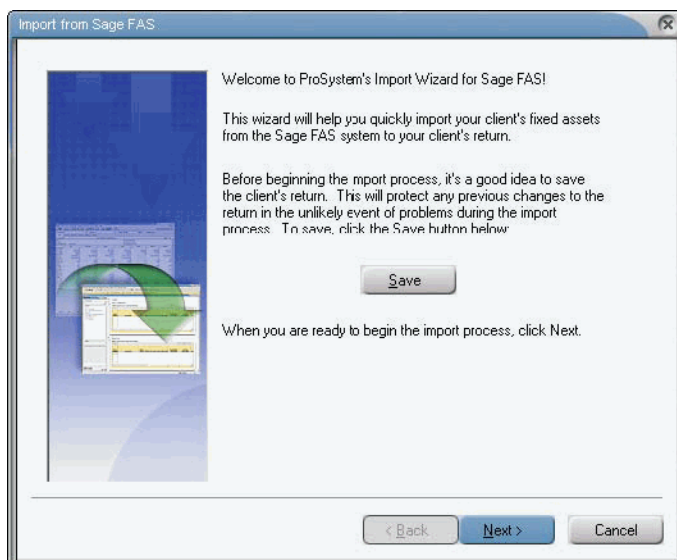 Import from Sage FAS
Welcome to ProSystem's Import Wizard for Sage FAS!
This wizard will help you quickly import your client's fixed assets
from the Sage FAS system to your client's return.
Before beginning the mport process, it's a good idea to save
the client's return. This will protect any previous changes to the
return in the unlikely event of problems during the import
process. To save, click the Save button below:
Save
When you are ready to begin the import process, click Next.
< Back
Next >
Cancel